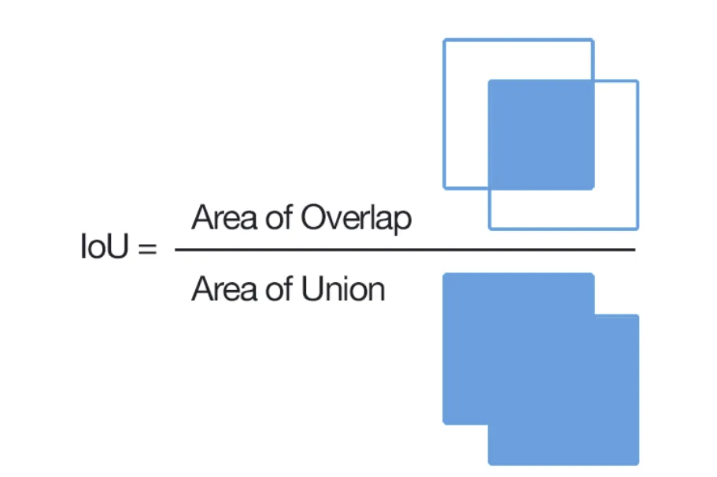 Area of Overlap
IoU =
Area of Union